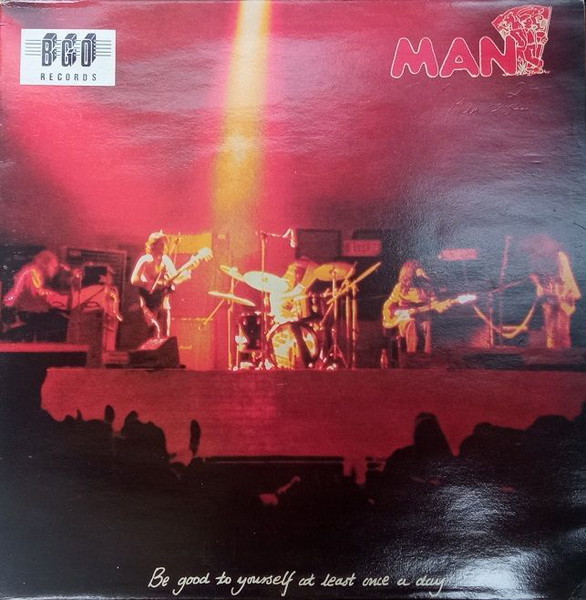 BGO
RECORDS
MAN
Be good to yourself at least once a day